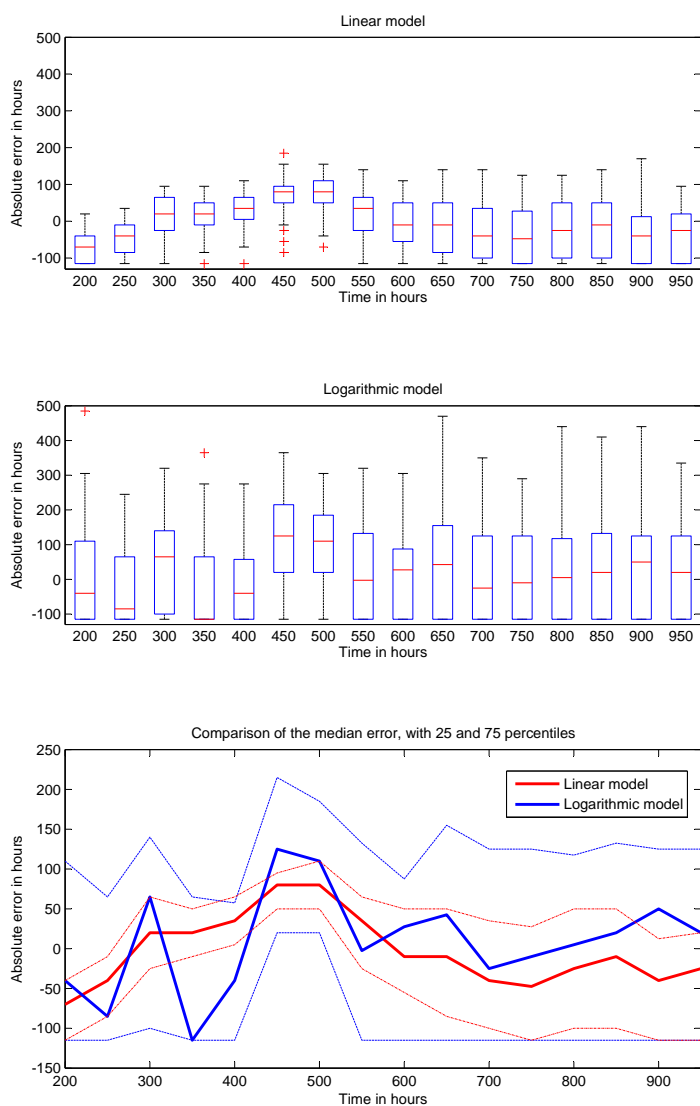 Linear model
500
400
300
200
100
0
-100
Absolute error in hours
200 250 300 350 400 450 500 550 600 650 700 750 800 850 900 950
Time in hours
Logarithmic model
500
400
300
200
100
0
-100
Absolute error in hours
200 250 300 350 400 450 500 550 600 650 700 750 800 850 900 950
Time in hours
Comparison of the median error, with 25 and 75 percentiles
250
200
150
100
50
0
-50
-100
-150
Absolute error in hours
Linear model
Logarithmic model
200 300 400 500 600 700 800 900
Time in hours